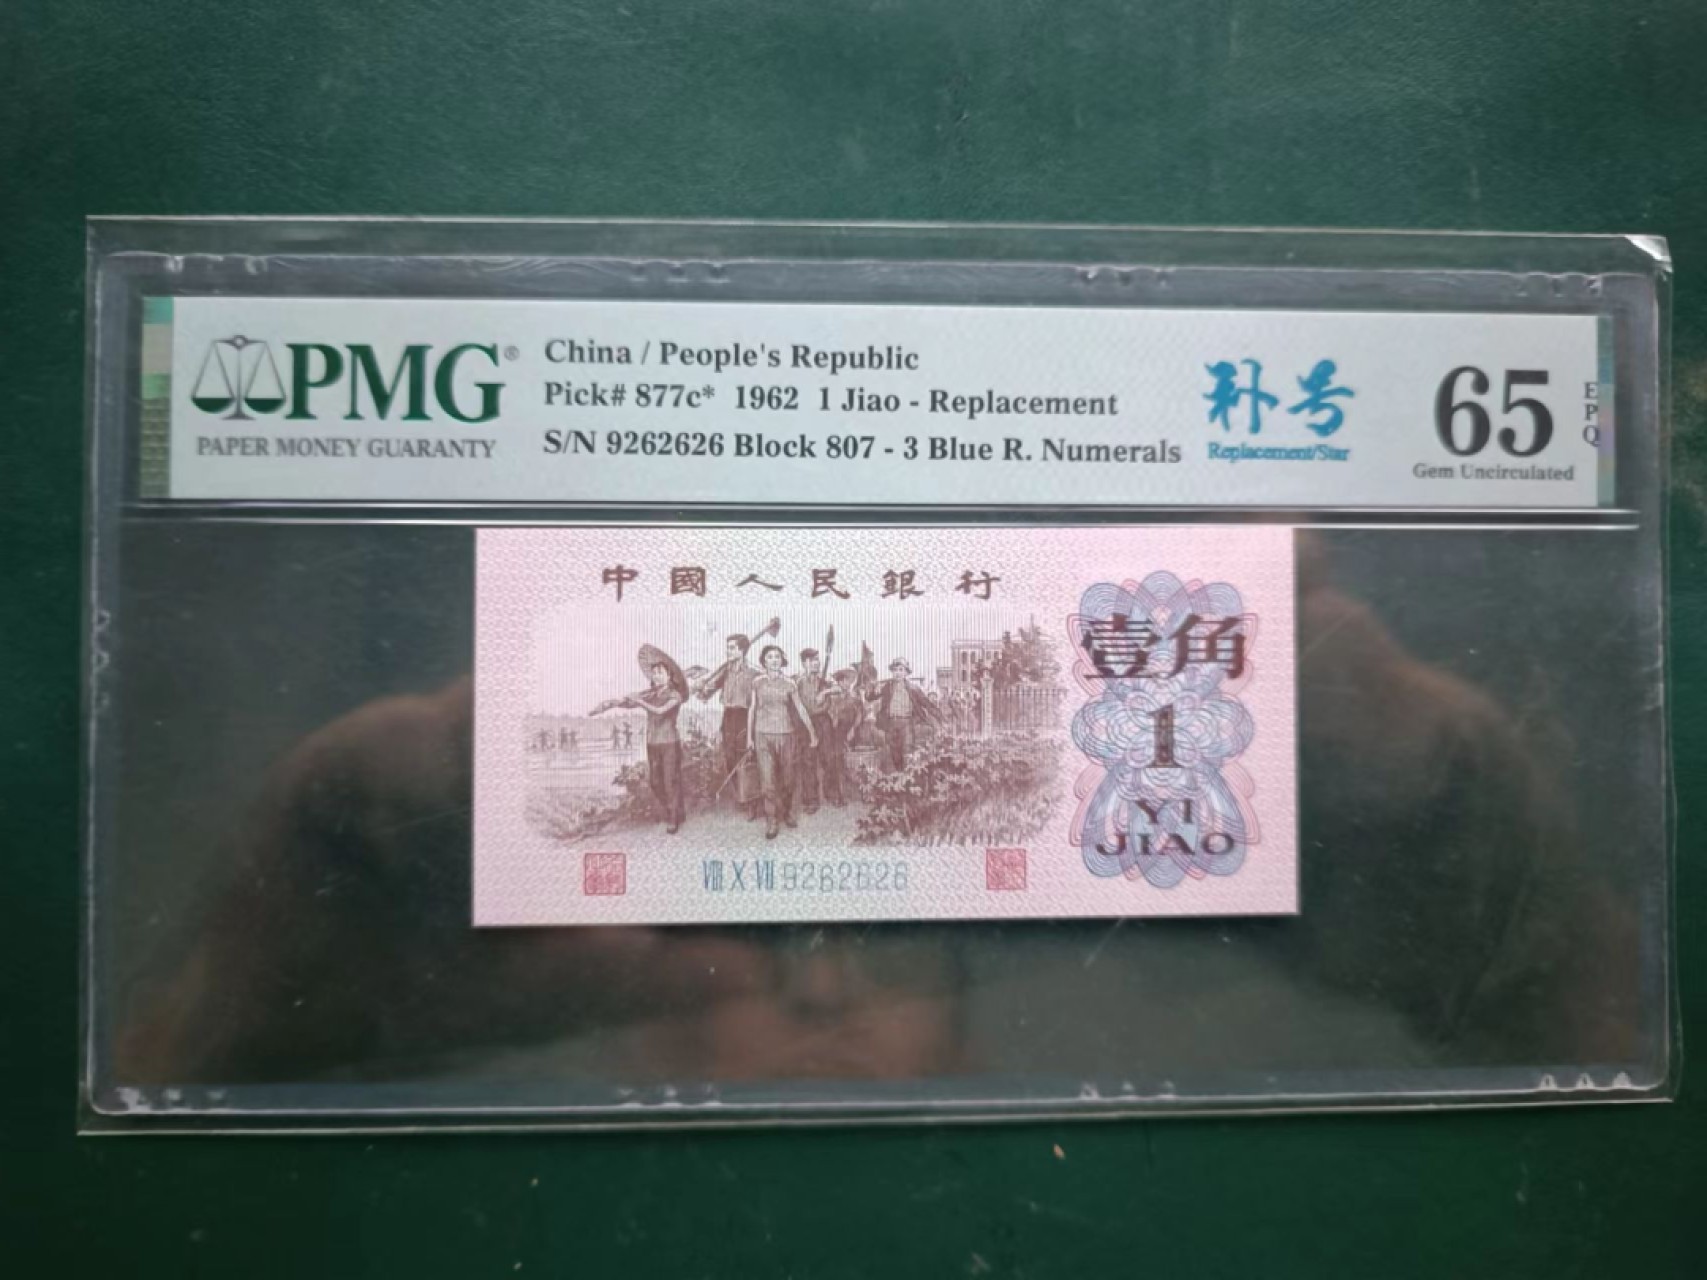 PMG®
PAPER MONEY GUARANTY
China / People's Republic
Pick# 877c* 1962 1 Jiao - Replacement
S/N 9262626 Block 807 - 3 Blue R. Numerals
补号
Replacement/Star
65
EPQ
Gem Uncirculated
中國人民銀行
壹角
1
YI
JIAO
VIII X VII 9262626